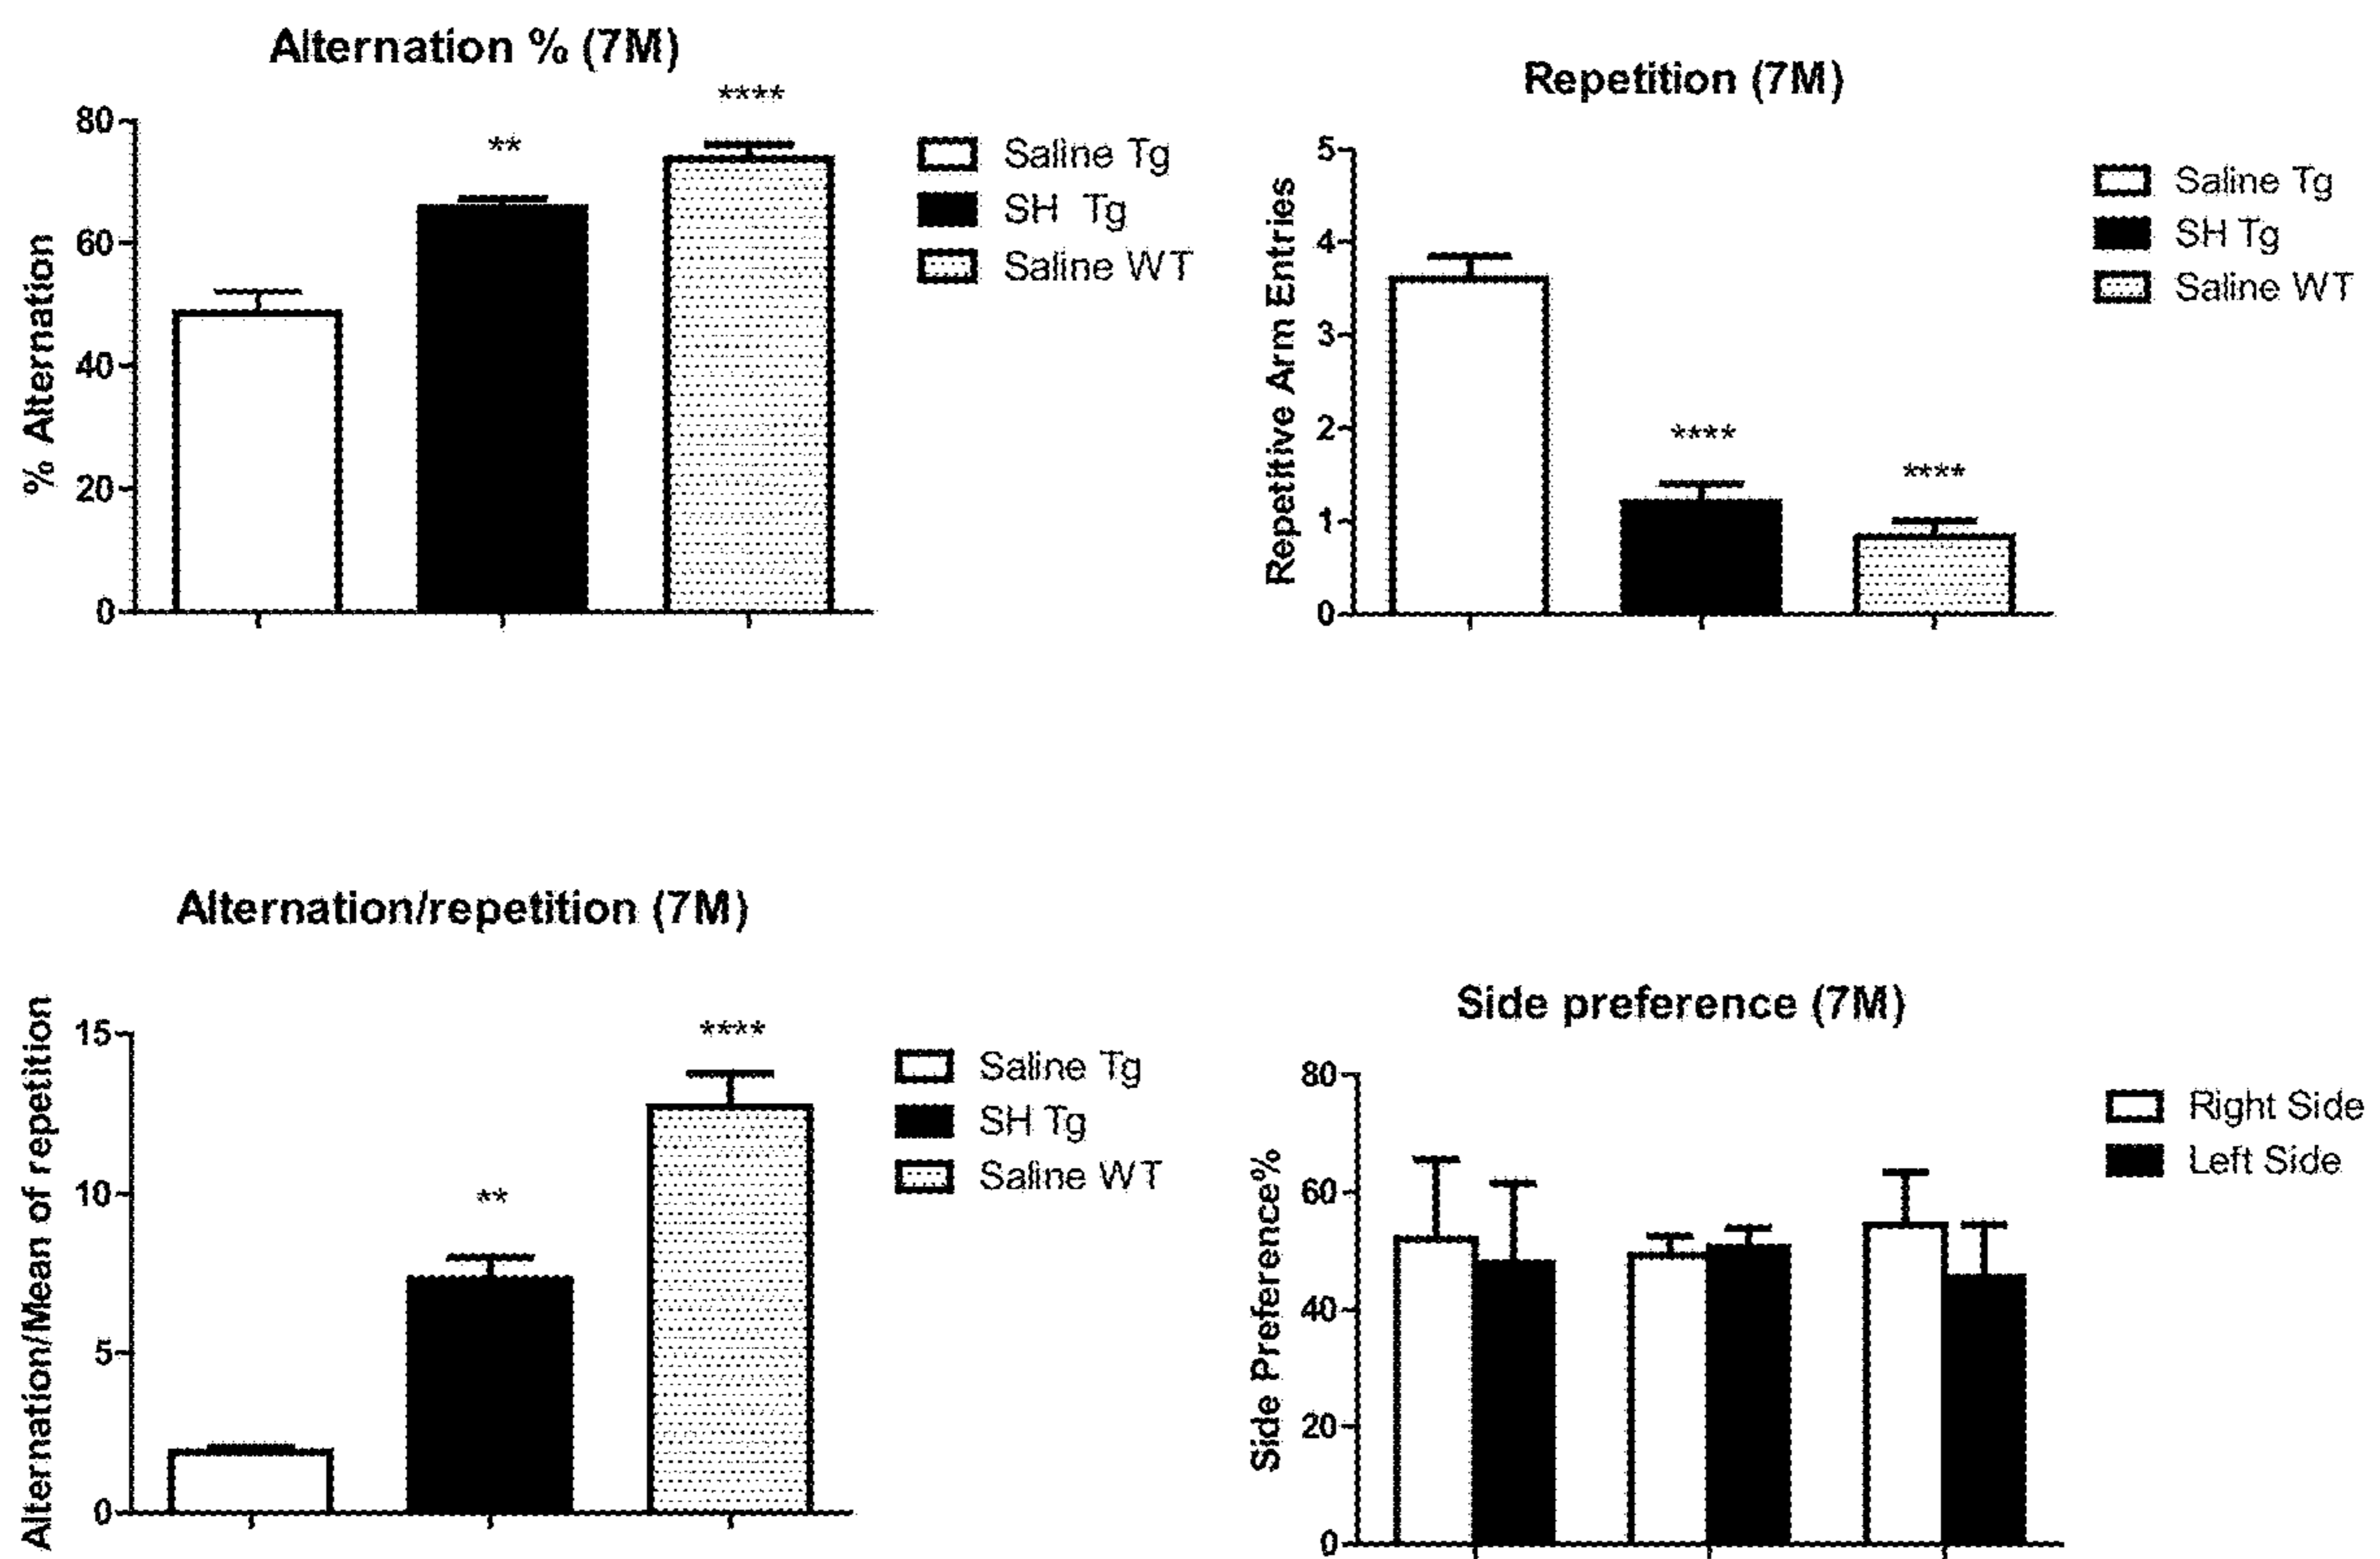 Alternation % (7M)
****
**
80
60
40
20
0
% Alternation
Saline Tg
SH Tg
Saline WT
Repetition (7M)
5
4
3
2
1
0
Repetitive Arm Entries
****
****
Saline Tg
SH Tg
Saline WT
Alternation/repetition (7M)
15
10
5
0
Alternation/Mean of repetition
**
****
Saline Tg
SH Tg
Saline WT
Side preference (7M)
80
60
40
20
0
Side Preference%
Right Side
Left Side